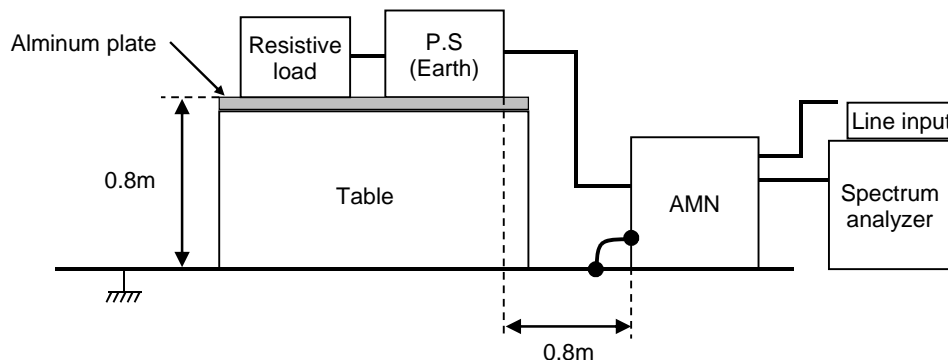 Alminum plate
Resistive
load
P.S
(Earth)
Line input
0.8m
Table
AMN
Spectrum
analyzer
0.8m